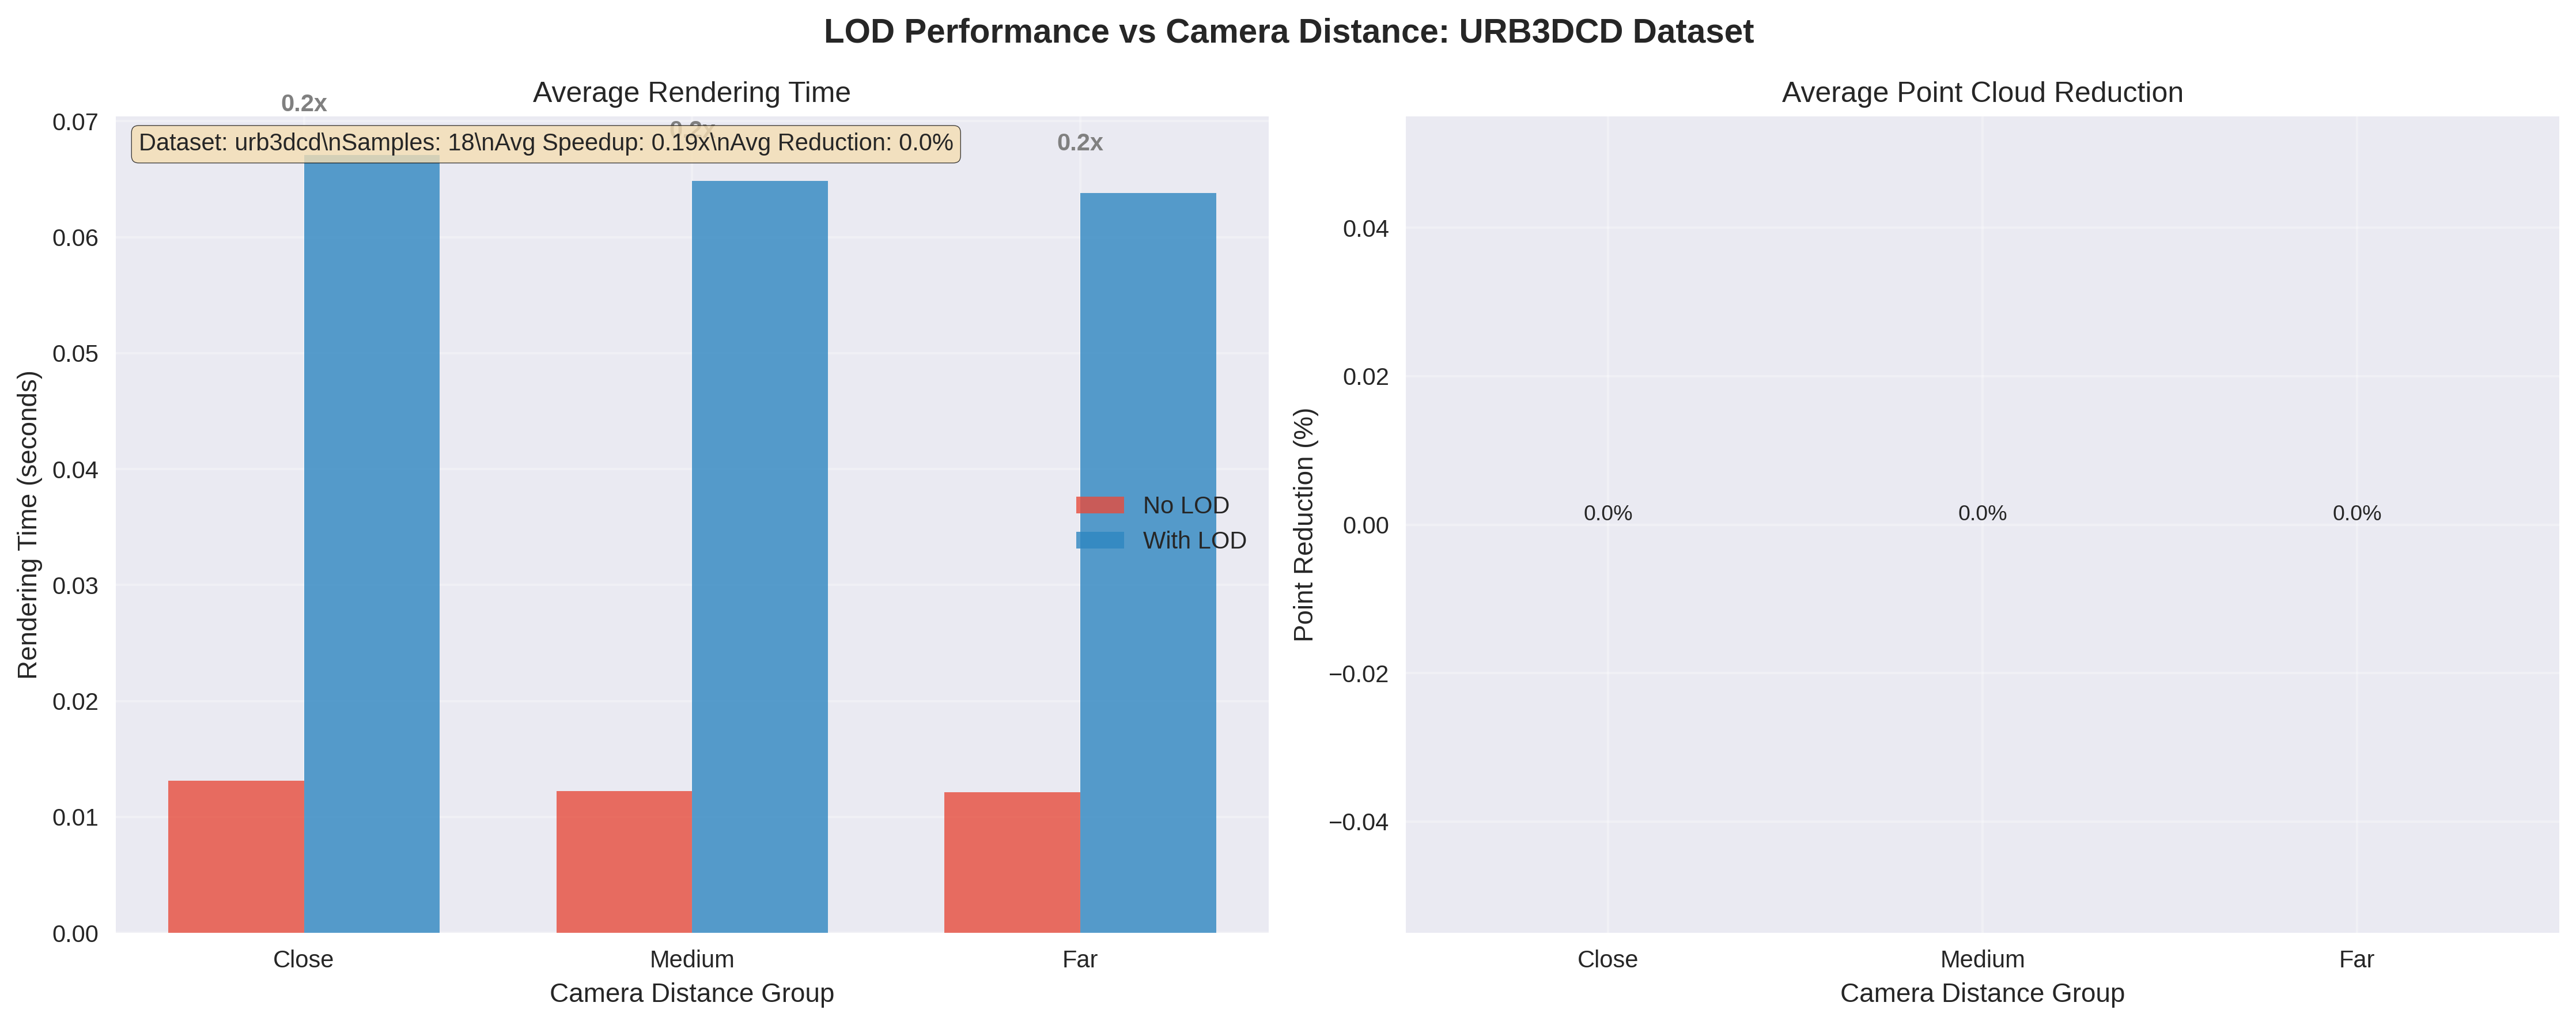 LOD Performance vs Camera Distance: URB3DCD Dataset
Average Rendering Time
0.2x
0.2x
0.2x
Dataset: urb3dcd\nSamples: 18\nAvg Speedup: 0.19x\nAvg Reduction: 0.0%
Rendering Time (seconds)
0.07
0.06
0.05
0.04
0.03
0.02
0.01
0.00
No LOD
With LOD
Close
Medium
Far
Camera Distance Group
Average Point Cloud Reduction
Point Reduction (%)
0.04
0.02
0.00
−0.02
−0.04
0.0%
0.0%
0.0%
Close
Medium
Far
Camera Distance Group